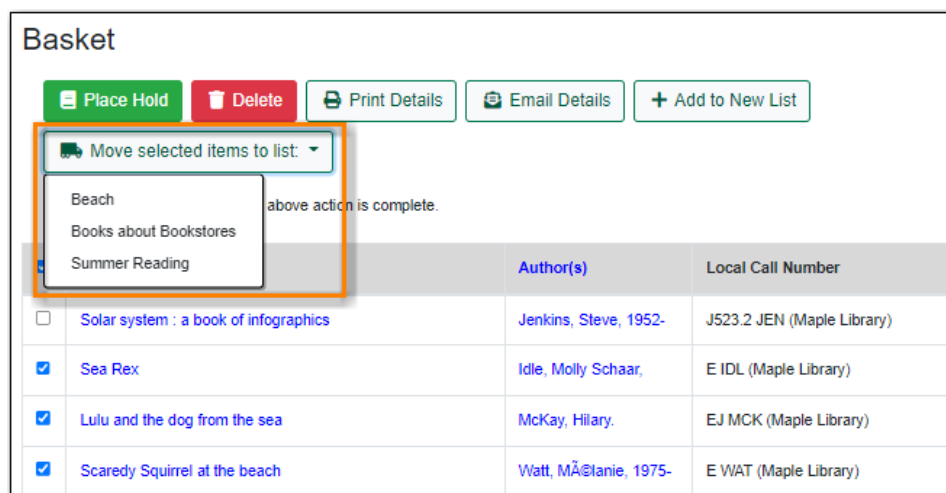 Basket
Place Hold Delete Print Details Email Details + Add to New List
Move selected items to list:
Beach
above action is complete.
Books about Bookstores
Summer Reading
Author(s) Local Call Number
Solar system : a book of infographics Jenkins, Steve, 1952- J523.2 JEN (Maple Library)
Sea Rex Idle, Molly Schaar, E IDL (Maple Library)
Lulu and the dog from the sea McKay, Hilary. EJ MCK (Maple Library)
Scaredy Squirrel at the beach Watt, MÃ©lanie, 1975- E WAT (Maple Library)